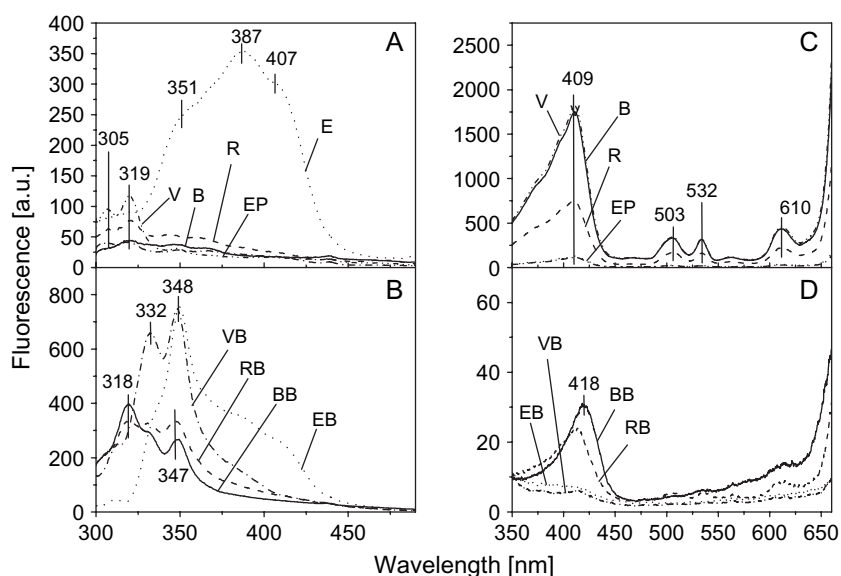 400 387 A
350 351 407
300 E
250
200 305
150 319 R
100 V B EP
50
0
B
800 348
332 VB
600 RB
318 BB
400 EB
200 347
0
300 350 400 450
2500 C
2000 409
V B
1500 R
1000 EP 503 532 610
500
0
60 D
VB
40 418
EB BB
20 RB
0
350 400 450 500 550 600 650
Fluorescence [a.u.]
Wavelength [nm]